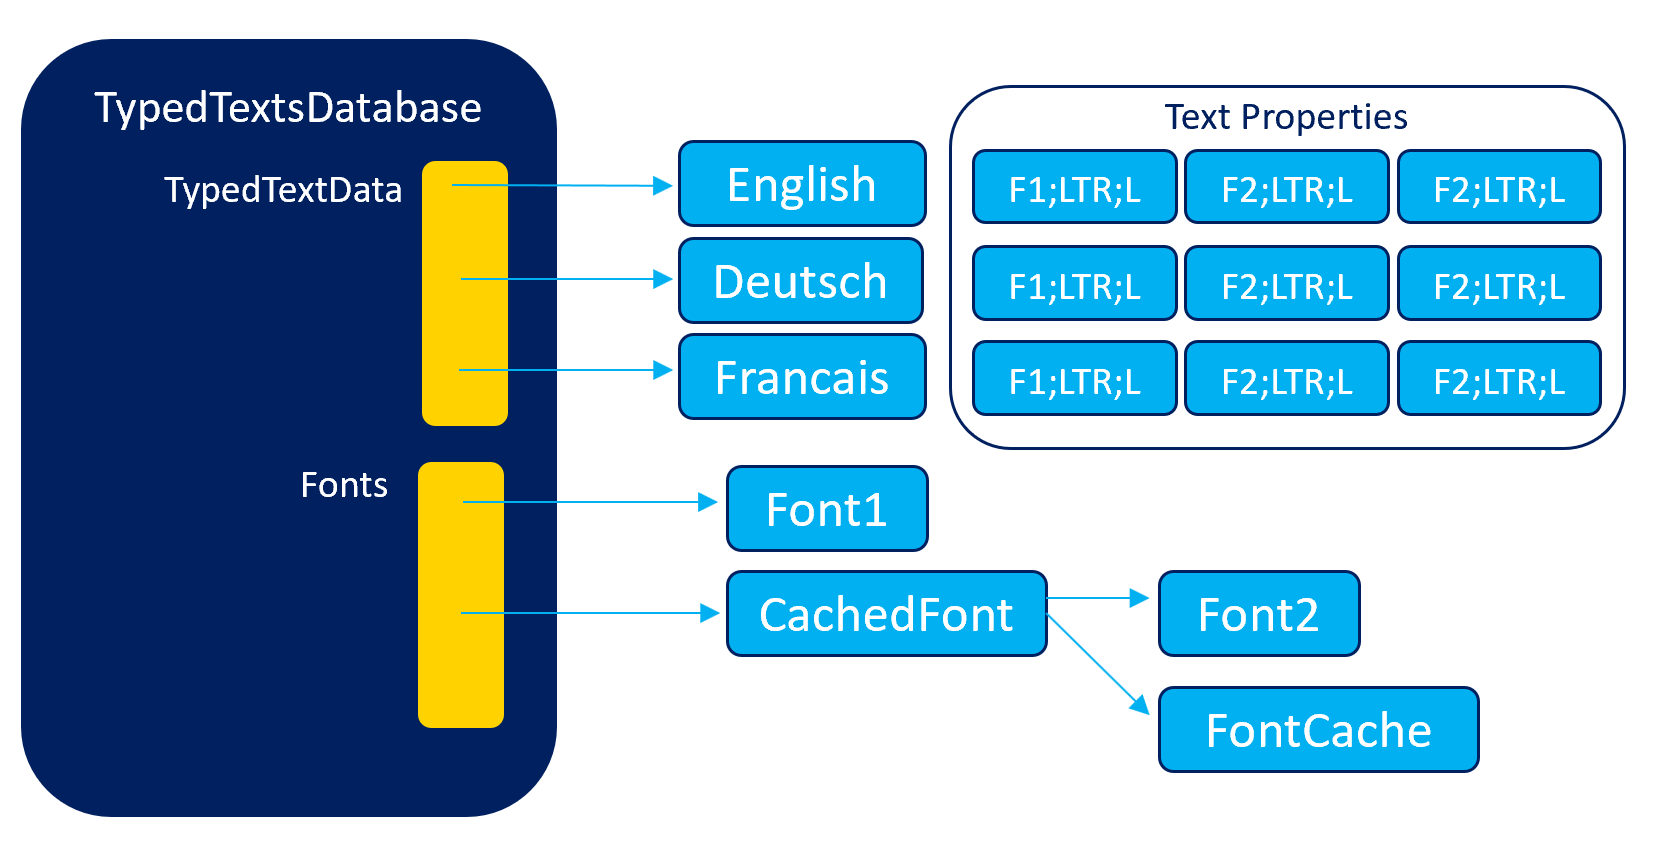 TypedTextsDatabase
TypedTextData
English
Deutsch
Francais
Text Properties
F1;LTR;L F2;LTR;L F2;LTR;L
F1;LTR;L F2;LTR;L F2;LTR;L
F1;LTR;L F2;LTR;L F2;LTR;L
Fonts
Font1
CachedFont
Font2
FontCache